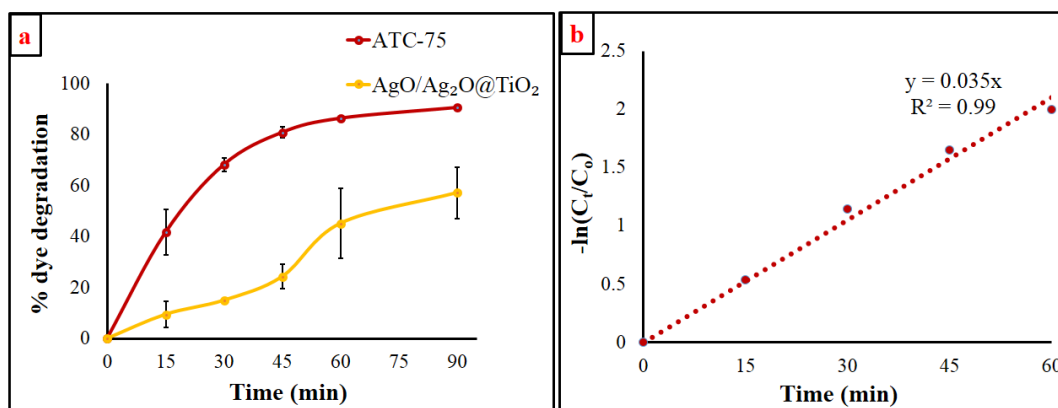 a
ATC-75
AgO/Ag₂O@TiO₂
% dye degradation
100
80
60
40
20
0
0 15 30 45 60 75 90
Time (min)
b
y = 0.035x
R² = 0.99
-ln(Cₜ/Cₒ)
2.5
2
1.5
1
0.5
0
0 15 30 45 60
Time (min)